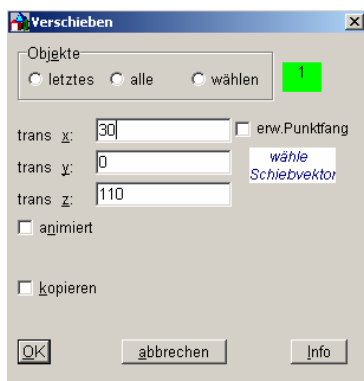 Verschieben
Objekte
letztes alle wählen 1
trans x: 30 erw.Punktfang
trans y: 0 wähle
Schiebvektor
trans z: 110
animiert
kopieren
OK abbrechen Info